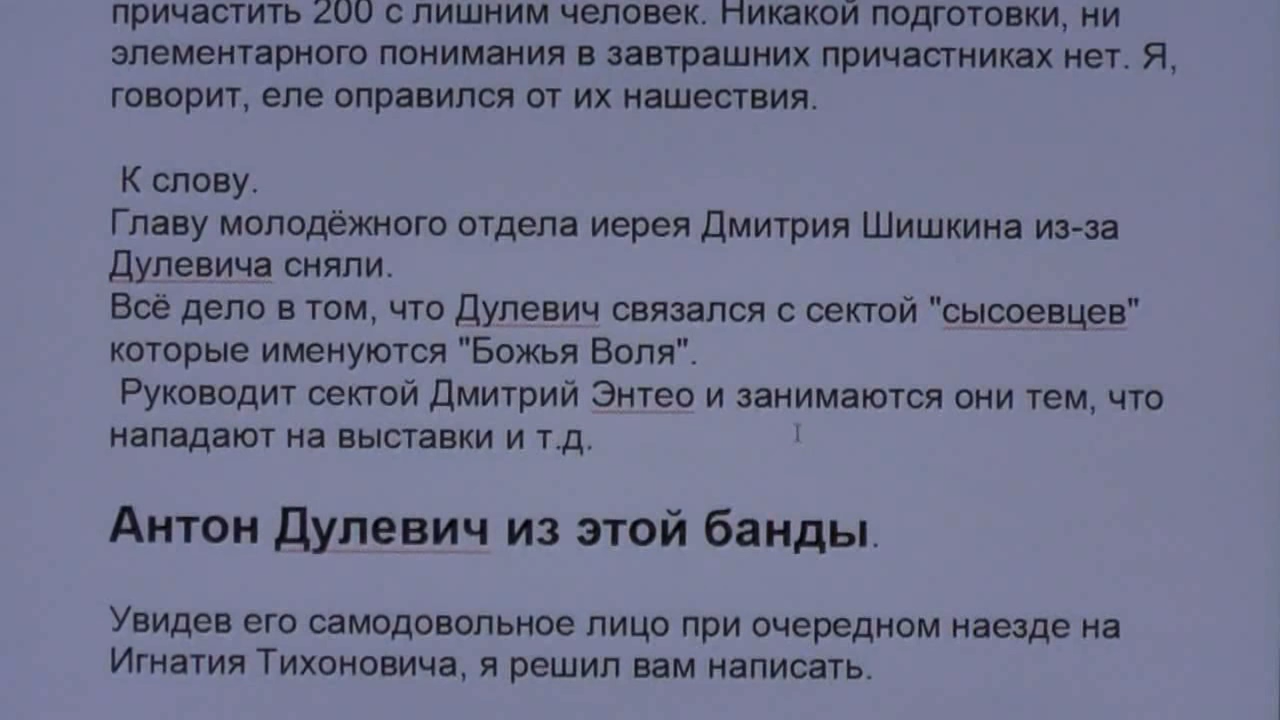 причастить 200 с лишним человек. Никакой подготовки, ни
элементарного понимания в завтрашних причастниках нет. Я,
говорит, еле оправился от их нашествия.
К слову.
Главу молодёжного отдела иерея Дмитрия Шишкина из-за
Дулевича сняли.
Всё дело в том, что Дулевич связался с сектой "сысоевцев"
которые именуются "Божья Воля".
Руководит сектой Дмитрий Энтео и занимаются они тем, что
нападают на выставки и т.д.
Антон Дулевич из этой банды.
Увидев его самодовольное лицо при очередном наезде на
Игнатия Тихоновича, я решил вам написать.